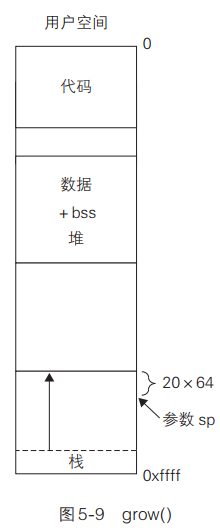 用户空间
0
代码
数据
+ bss
堆
20 × 64
参数 sp
栈
0xffff
图 5-9 grow()